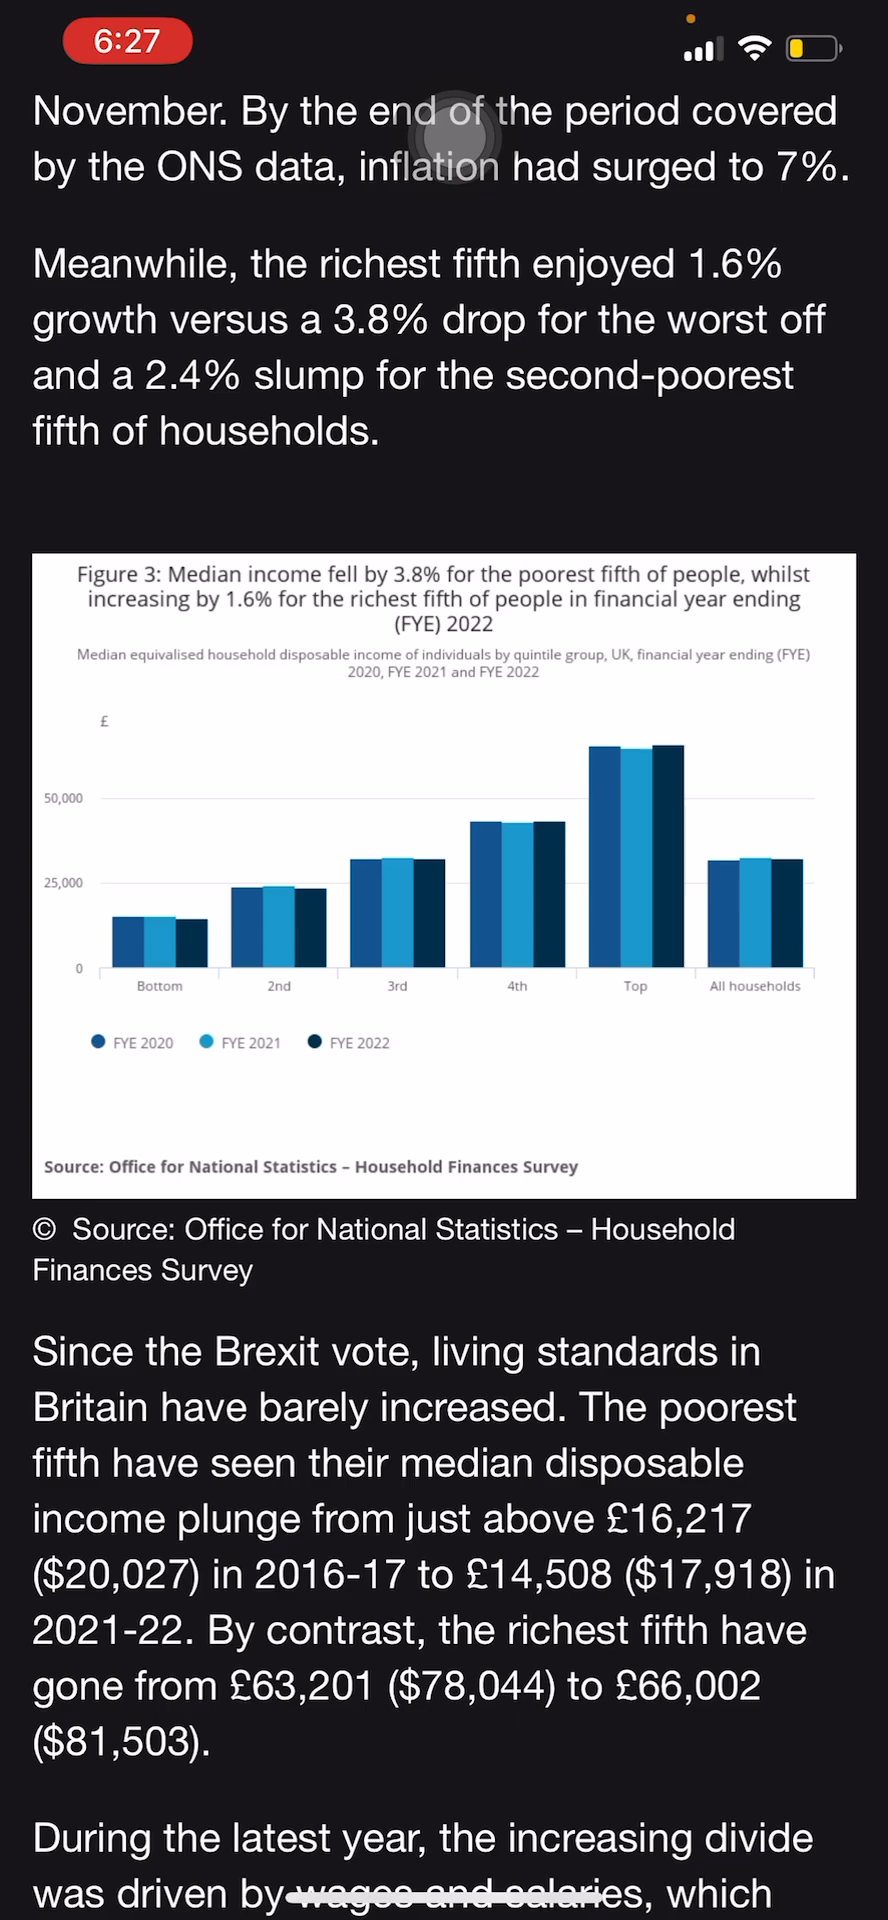 6:27
November. By the end of the period covered
by the ONS data, inflation had surged to 7%.
Meanwhile, the richest fifth enjoyed 1.6%
growth versus a 3.8% drop for the worst off
and a 2.4% slump for the second-poorest
fifth of households.
Figure 3: Median income fell by 3.8% for the poorest fifth of people, whilst
increasing by 1.6% for the richest fifth of people in financial year ending
(FYE) 2022
Median equivalised household disposable income of individuals by quintile group, UK, financial year ending (FYE)
2020, FYE 2021 and FYE 2022
£
50,000
25,000
0
Bottom 2nd 3rd 4th Top All households
FYE 2020 FYE 2021 FYE 2022
Source: Office for National Statistics – Household Finances Survey
© Source: Office for National Statistics – Household
Finances Survey
Since the Brexit vote, living standards in
Britain have barely increased. The poorest
fifth have seen their median disposable
income plunge from just above £16,217
($20,027) in 2016-17 to £14,508 ($17,918) in
2021-22. By contrast, the richest fifth have
gone from £63,201 ($78,044) to £66,002
($81,503).
During the latest year, the increasing divide
was driven by wages and salaries, which